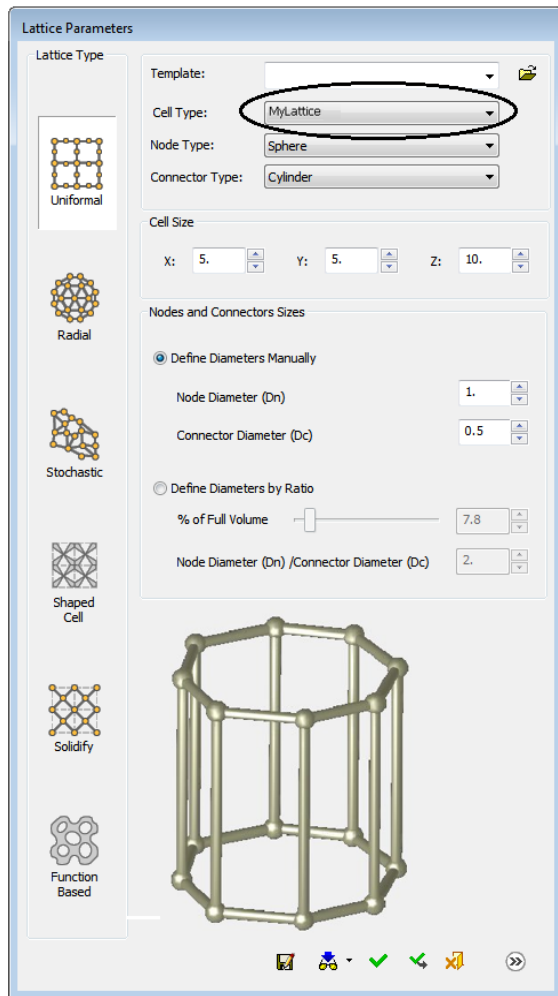 Lattice Parameters
Lattice Type
Uniformal
Radial
Stochastic
Shaped
Cell
Solidify
Function
Based
Template:
Cell Type: MyLattice
Node Type: Sphere
Connector Type: Cylinder
Cell Size
X: 5. Y: 5. Z: 10.
Nodes and Connectors Sizes
Define Diameters Manually
Node Diameter (Dn) 1.
Connector Diameter (Dc) 0.5
Define Diameters by Ratio
% of Full Volume 7.8
Node Diameter (Dn) /Connector Diameter (Dc) 2.